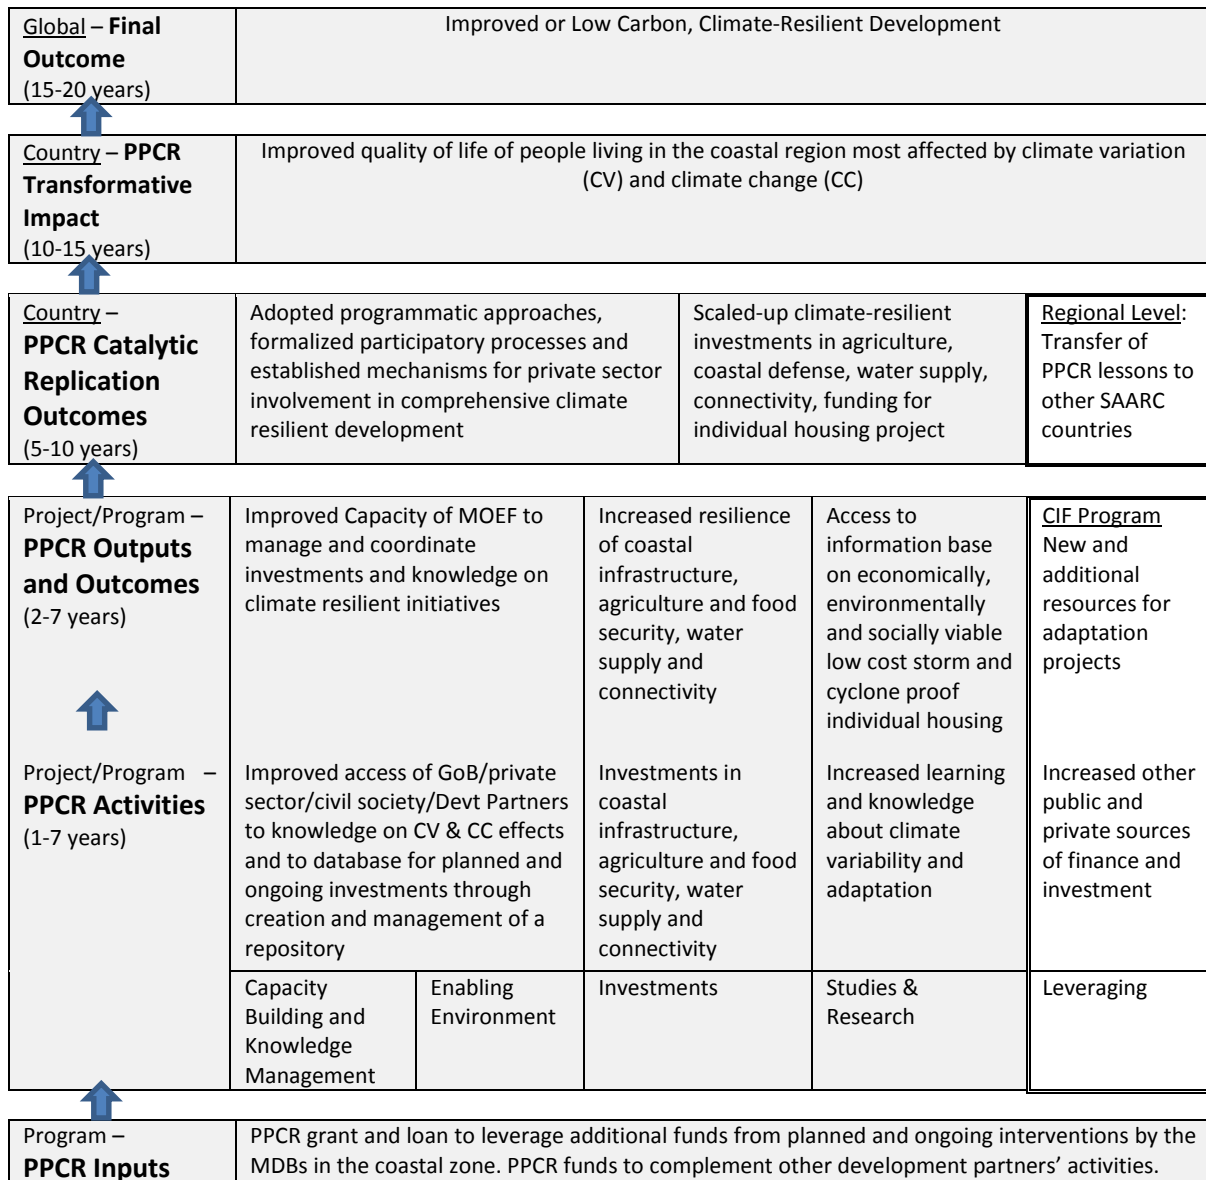 Global – Final
Outcome
(15-20 years)
Improved or Low Carbon, Climate-Resilient Development
Country – PPCR
Transformative
Impact
(10-15 years)
Improved quality of life of people living in the coastal region most affected by climate variation
(CV) and climate change (CC)
Country –
PPCR Catalytic
Replication
Outcomes
(5-10 years)
Adopted programmatic approaches,
formalized participatory processes and
established mechanisms for private sector
involvement in comprehensive climate
resilient development
Scaled-up climate-resilient
investments in agriculture,
coastal defense, water supply,
connectivity, funding for
individual housing project
Regional Level:
Transfer of
PPCR lessons to
other SAARC
countries
Project/Program –
PPCR Outputs
and Outcomes
(2-7 years)
Improved Capacity of MOEF to
manage and coordinate
investments and knowledge on
climate resilient initiatives
Increased resilience
of coastal
infrastructure,
agriculture and food
security, water
supply and
connectivity
Access to
information base
on economically,
environmentally
and socially viable
low cost storm and
cyclone proof
individual housing
CIF Program
New and
additional
resources for
adaptation
projects
Project/Program –
PPCR Activities
(1-7 years)
Improved access of GoB/private
sector/civil society/Devt Partners
to knowledge on CV & CC effects
and to database for planned and
ongoing investments through
creation and management of a
repository
Investments in
coastal
infrastructure,
agriculture and food
security, water
supply and
connectivity
Increased learning
and knowledge
about climate
variability and
adaptation
Increased other
public and
private sources
of finance and
investment
Capacity
Building and
Knowledge
Management
Enabling
Environment
Investments
Studies &
Research
Leveraging
Program –
PPCR Inputs
PPCR grant and loan to leverage additional funds from planned and ongoing interventions by the
MDBs in the coastal zone. PPCR funds to complement other development partners’ activities.